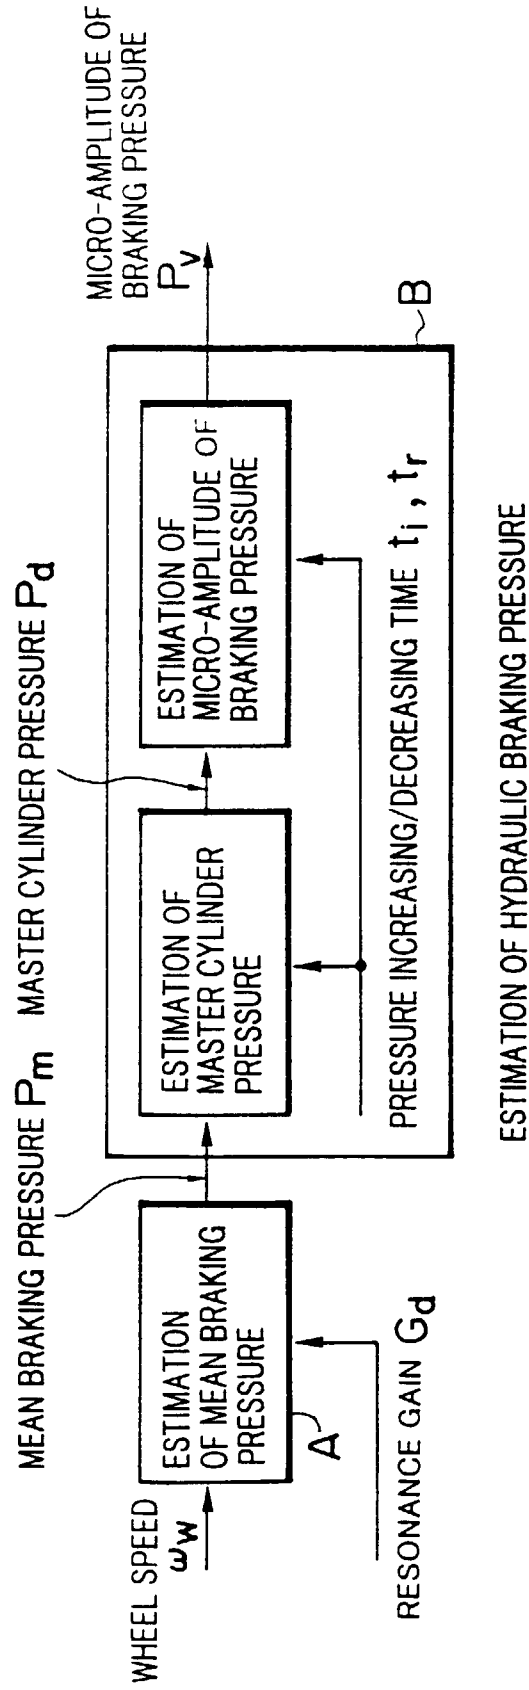 WHEEL SPEED
ωw
ESTIMATION
OF MEAN BRAKING
PRESSURE
A
RESONANCE GAIN Gd
MEAN BRAKING PRESSURE Pm
MASTER CYLINDER PRESSURE Pd
ESTIMATION OF
MASTER CYLINDER
PRESSURE
ESTIMATION OF
MICRO-AMPLITUDE OF
BRAKING PRESSURE
PRESSURE INCREASING/DECREASING TIME ti , tr
B
MICRO-AMPLITUDE OF
BRAKING PRESSURE
Pv
ESTIMATION OF HYDRAULIC BRAKING PRESSURE